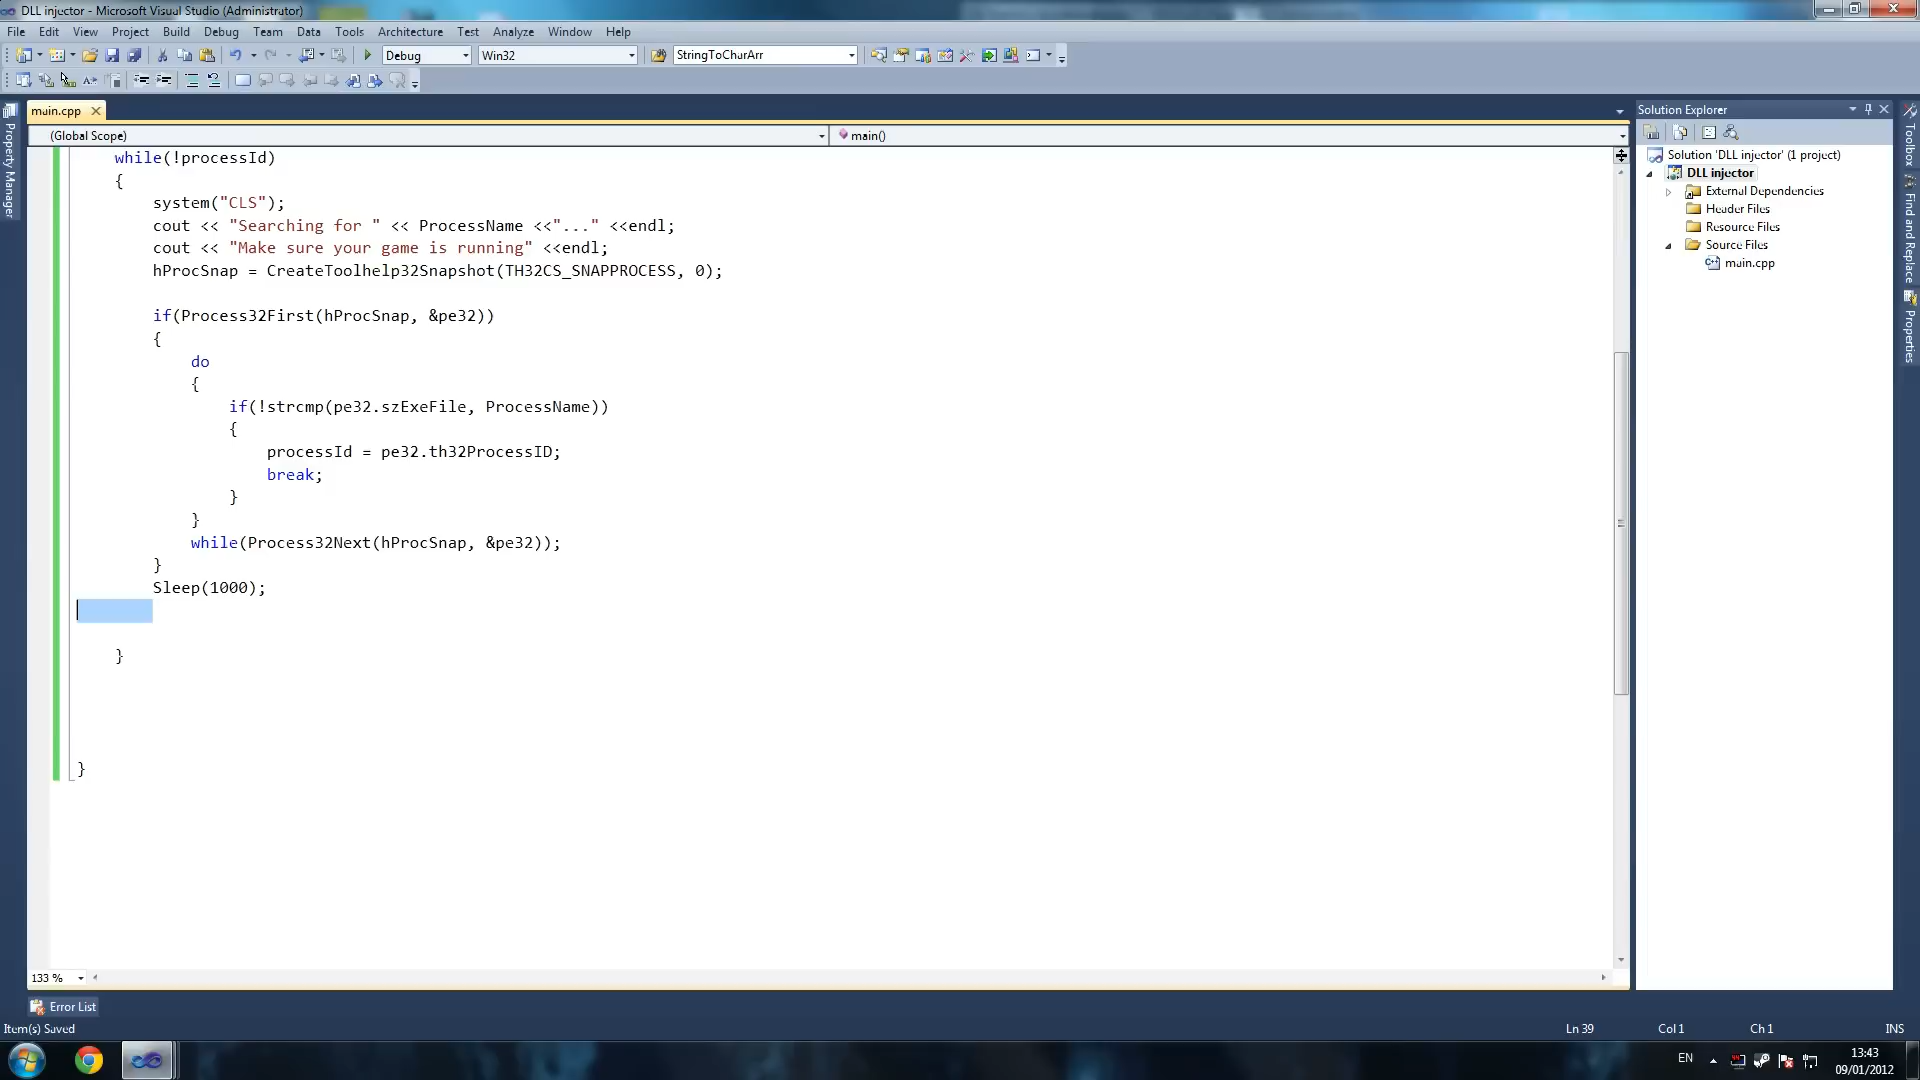 DLL injector - Microsoft Visual Studio (Administrator)
File Edit View Project Build Debug Team Data Tools Architecture Test Analyze Window Help
Debug Win32 StringToCharArr
main.cpp
(Global Scope) main()
while(!processId)
{
system("CLS");
cout << "Searching for " << ProcessName <<"..." <<endl;
cout << "Make sure your game is running" <<endl;
hProcSnap = CreateToolhelp32Snapshot(TH32CS_SNAPPROCESS, 0);
if(Process32First(hProcSnap, &pe32))
{
do
{
if(!strcmp(pe32.szExeFile, ProcessName))
{
processId = pe32.th32ProcessID;
break;
}
}
while(Process32Next(hProcSnap, &pe32));
}
Sleep(1000);
}
}
133 %
Property Manager
Solution Explorer
Solution 'DLL injector' (1 project)
DLL injector
External Dependencies
Header Files
Resource Files
Source Files
main.cpp
Toolbox
Find and Replace
Properties
Error List
Item(s) Saved Ln 39 Col 1 Ch 1 INS
EN 13:43
09/01/2012